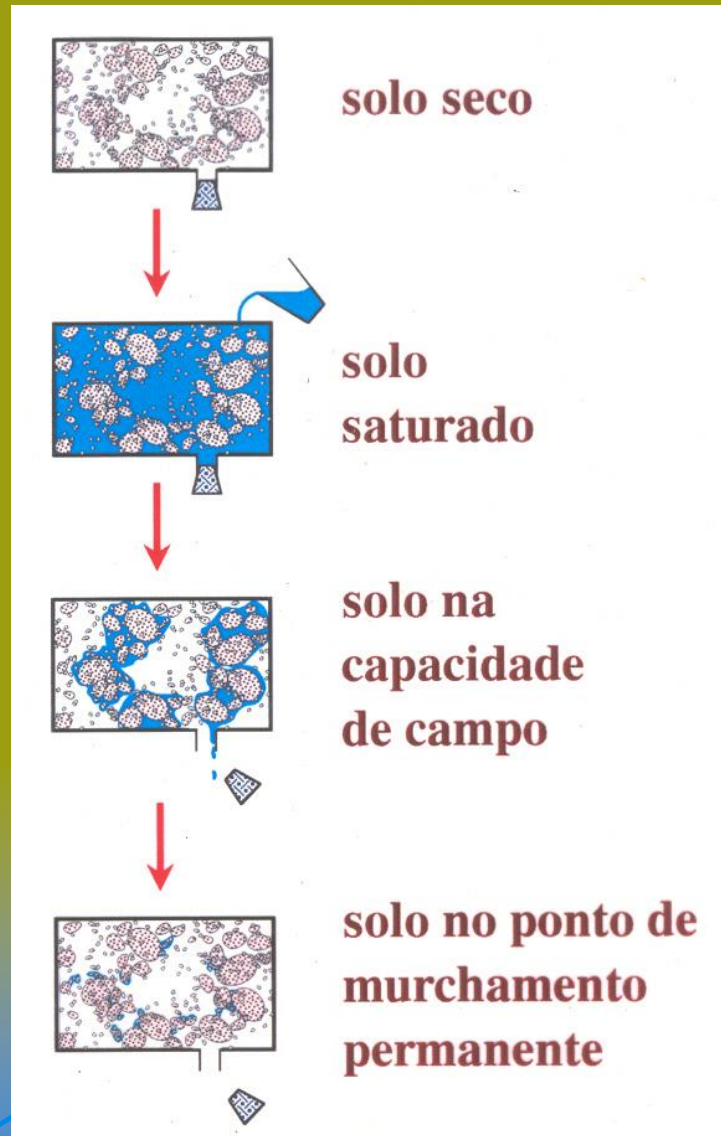 solo seco
solo
saturado
solo na
capacidade
de campo
solo no ponto de
murchamento
permanente